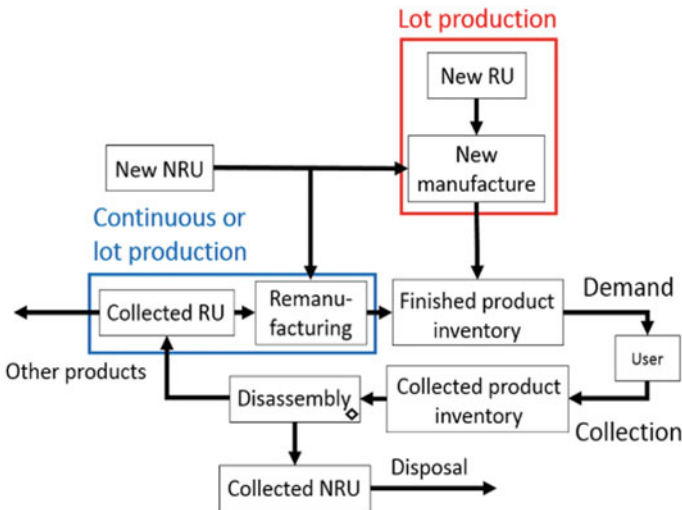 Lot production
New RU
New NRU
New
manufacture
Continuous or
lot production
Collected RU
Remanu-
facturing
Finished product
inventory
Demand
User
Other products
Disassembly
Collected product
inventory
Collection
Collected NRU
Disposal